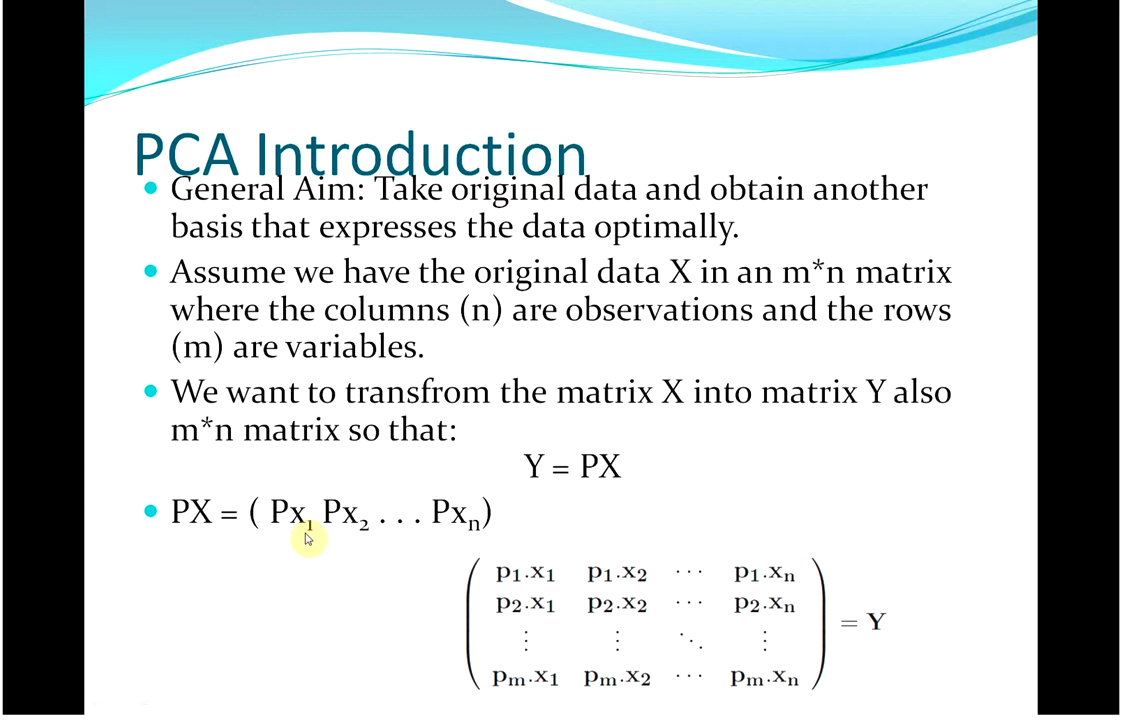 PCA Introduction
• General Aim: Take original data and obtain another
basis that expresses the data optimally.
• Assume we have the original data X in an m*n matrix
where the columns (n) are observations and the rows
(m) are variables.
• We want to transfrom the matrix X into matrix Y also
m*n matrix so that:
Y = PX
• PX = ( Px₁ Px₂ . . . Pxₙ)
p₁.x₁ p₁.x₂ ⋯ p₁.xₙ
p₂.x₁ p₂.x₂ ⋯ p₂.xₙ
⋮ ⋮ ⋱ ⋮
= Y
pₘ.x₁ pₘ.x₂ ⋯ pₘ.xₙ